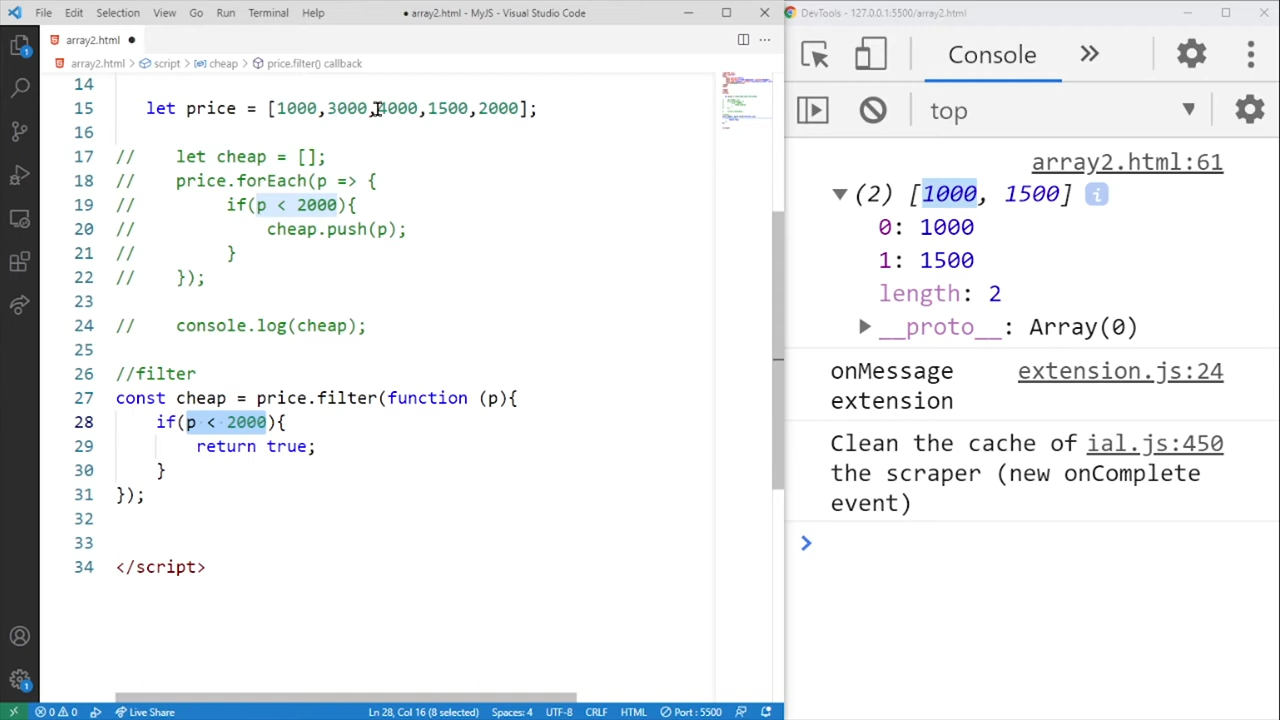 File Edit Selection View Go Run Terminal Help ● array2.html - MyJS - Visual Studio Code
DevTools - 127.0.0.1:5500/array2.html
array2.html ●
array2.html > script > cheap > price.filter() callback
14
15 let price = [1000,3000,4000,1500,2000];
16
17 // let cheap = [];
18 // price.forEach(p => {
19 // if(p < 2000){
20 // cheap.push(p);
21 // }
22 // });
23
24 // console.log(cheap);
25
26 //filter
27 const cheap = price.filter(function (p){
28 if(p < 2000){
29 return true;
30 }
31 });
32
33
34 </script>
1
1
0 0 Live Share Ln 28, Col 16 (8 selected) Spaces: 4 UTF-8 CRLF HTML Port : 5500
Console »
top
array2.html:61
(2) [1000, 1500] i
0: 1000
1: 1500
length: 2
__proto__: Array(0)
onMessage extension.js:24
extension
Clean the cache of ial.js:450
the scraper (new onComplete
event)